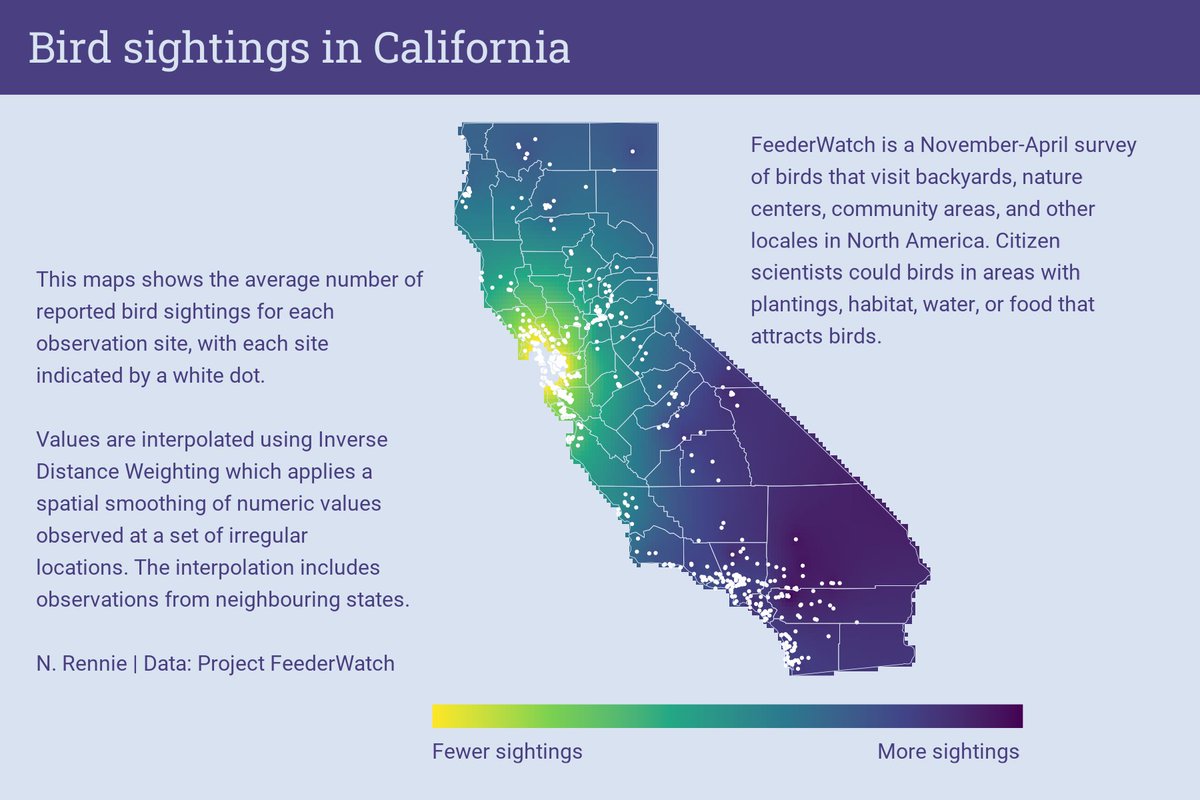 Bird sightings in California
This maps shows the average number of
reported bird sightings for each
observation site, with each site
indicated by a white dot.
Values are interpolated using Inverse
Distance Weighting which applies a
spatial smoothing of numeric values
observed at a set of irregular
locations. The interpolation includes
observations from neighbouring states.
N. Rennie | Data: Project FeederWatch
FeederWatch is a November-April survey
of birds that visit backyards, nature
centers, community areas, and other
locales in North America. Citizen
scientists could birds in areas with
plantings, habitat, water, or food that
attracts birds.
Fewer sightings
More sightings